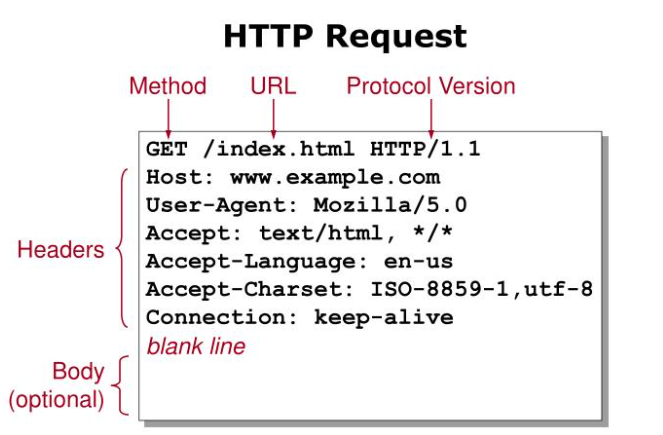 HTTP Request
Method URL Protocol Version
GET /index.html HTTP/1.1
Host: www.example.com
User-Agent: Mozilla/5.0
Accept: text/html, */*
Headers
Accept-Language: en-us
Accept-Charset: ISO-8859-1,utf-8
Connection: keep-alive
blank line
Body
(optional)